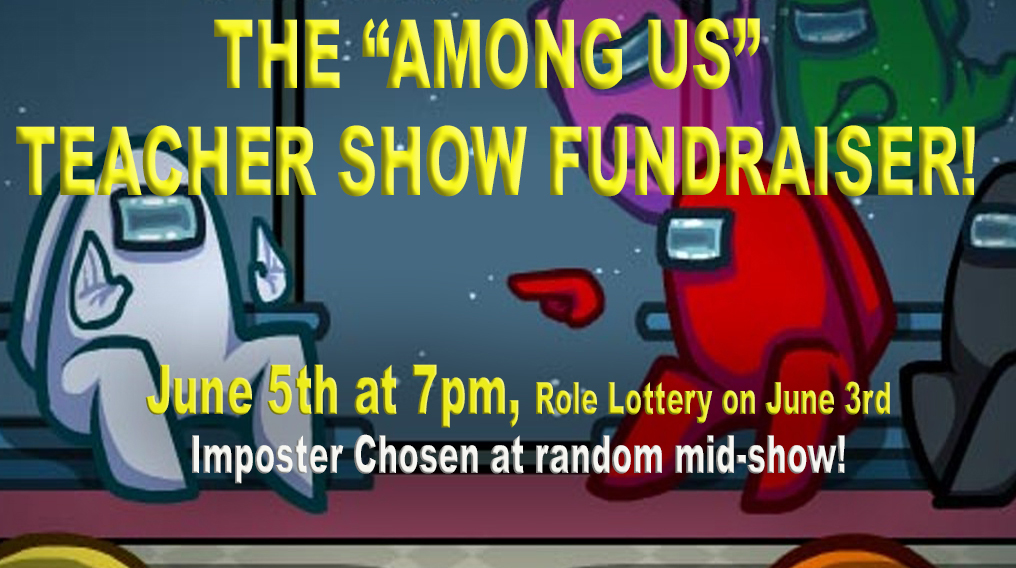 THE “AMONG US”
TEACHER SHOW FUNDRAISER!
June 5th at 7pm, Role Lottery on June 3rd
Imposter Chosen at random mid-show!